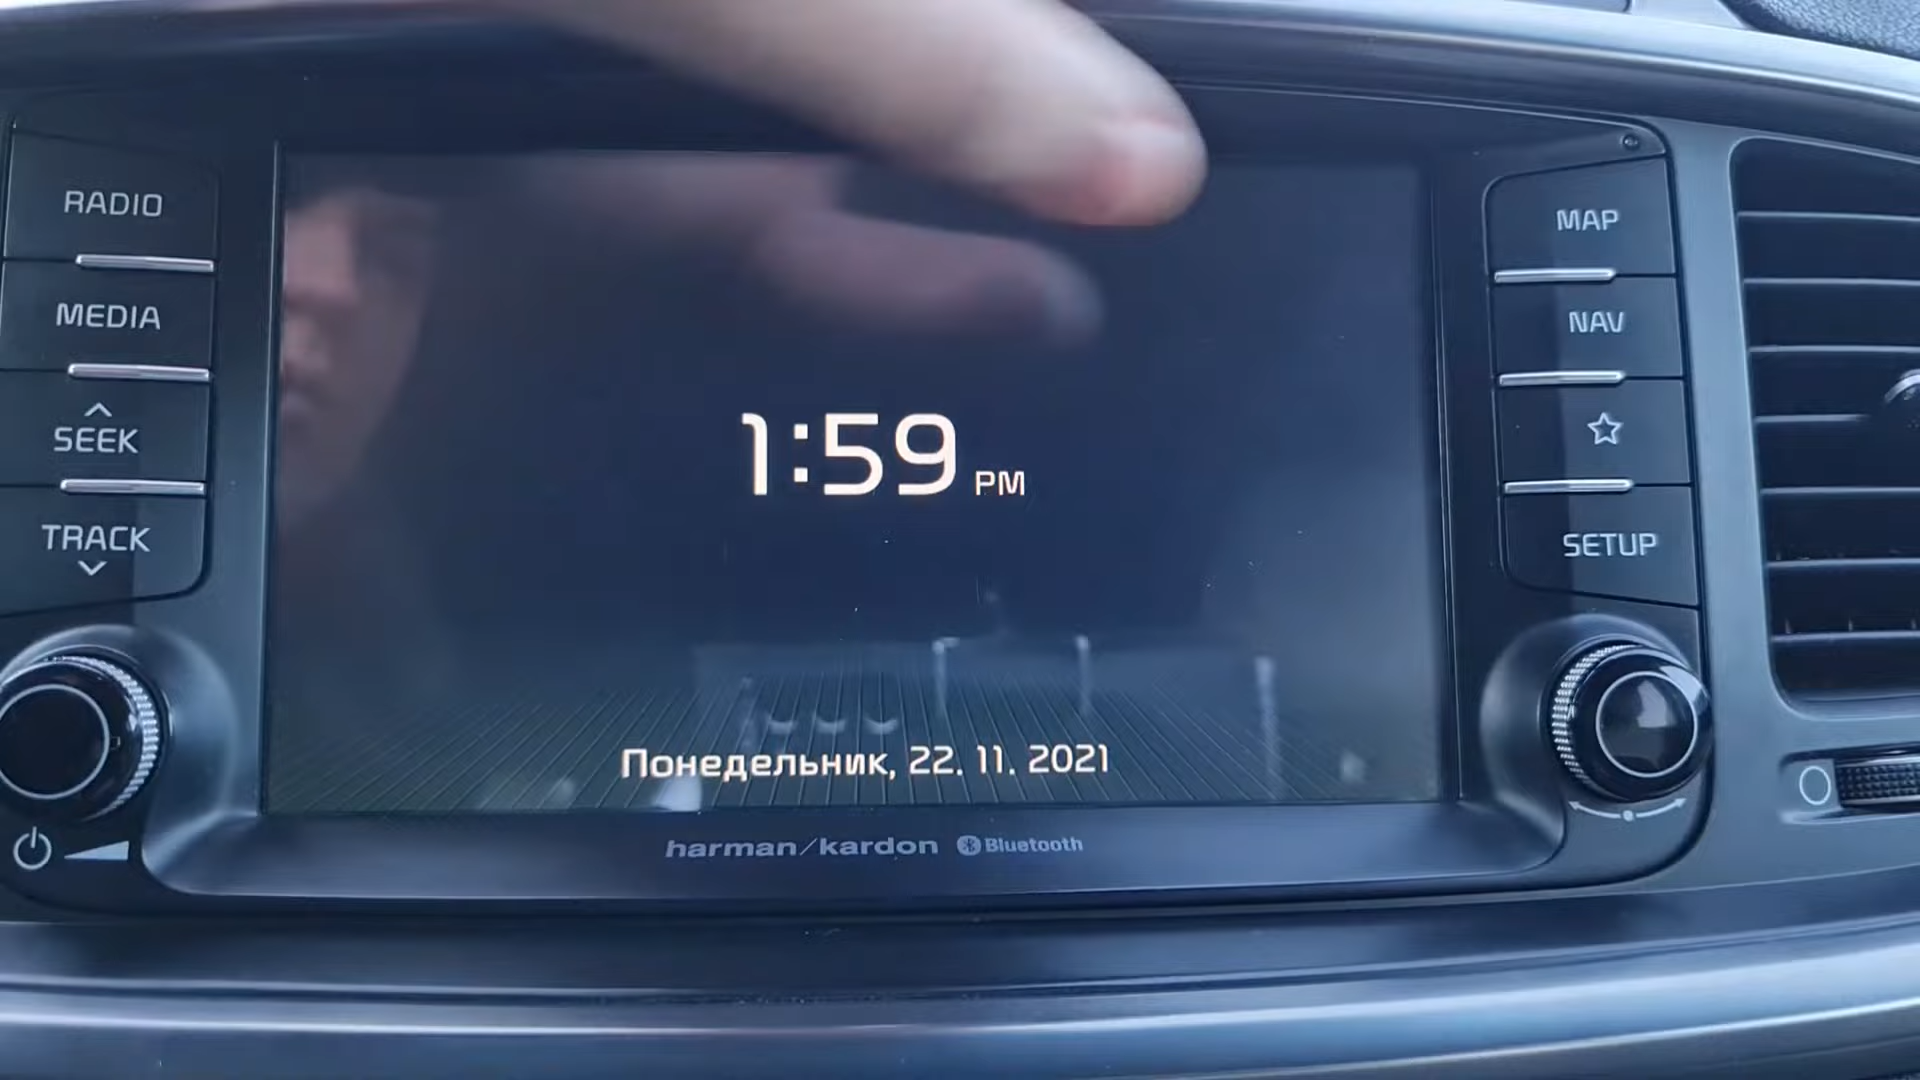 RADIO
MEDIA
SEEK
TRACK
1:59 PM
Понедельник, 22. 11. 2021
MAP
NAV
SETUP
harman/kardon Bluetooth